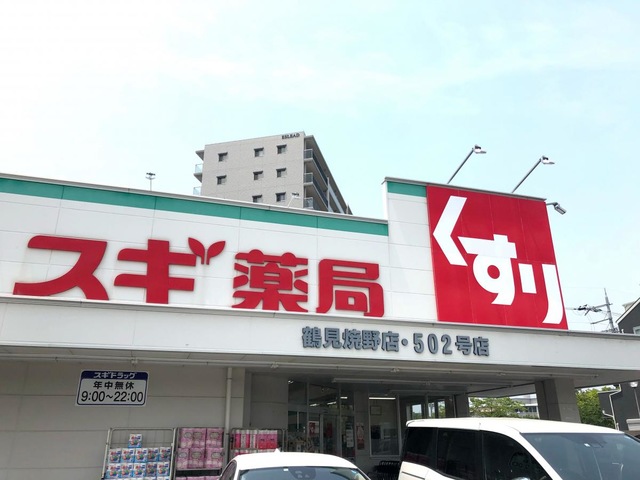 スギ薬局
くすり
鶴見焼野店・502号店
スギドラッグ
年中無休
9:00～22:00